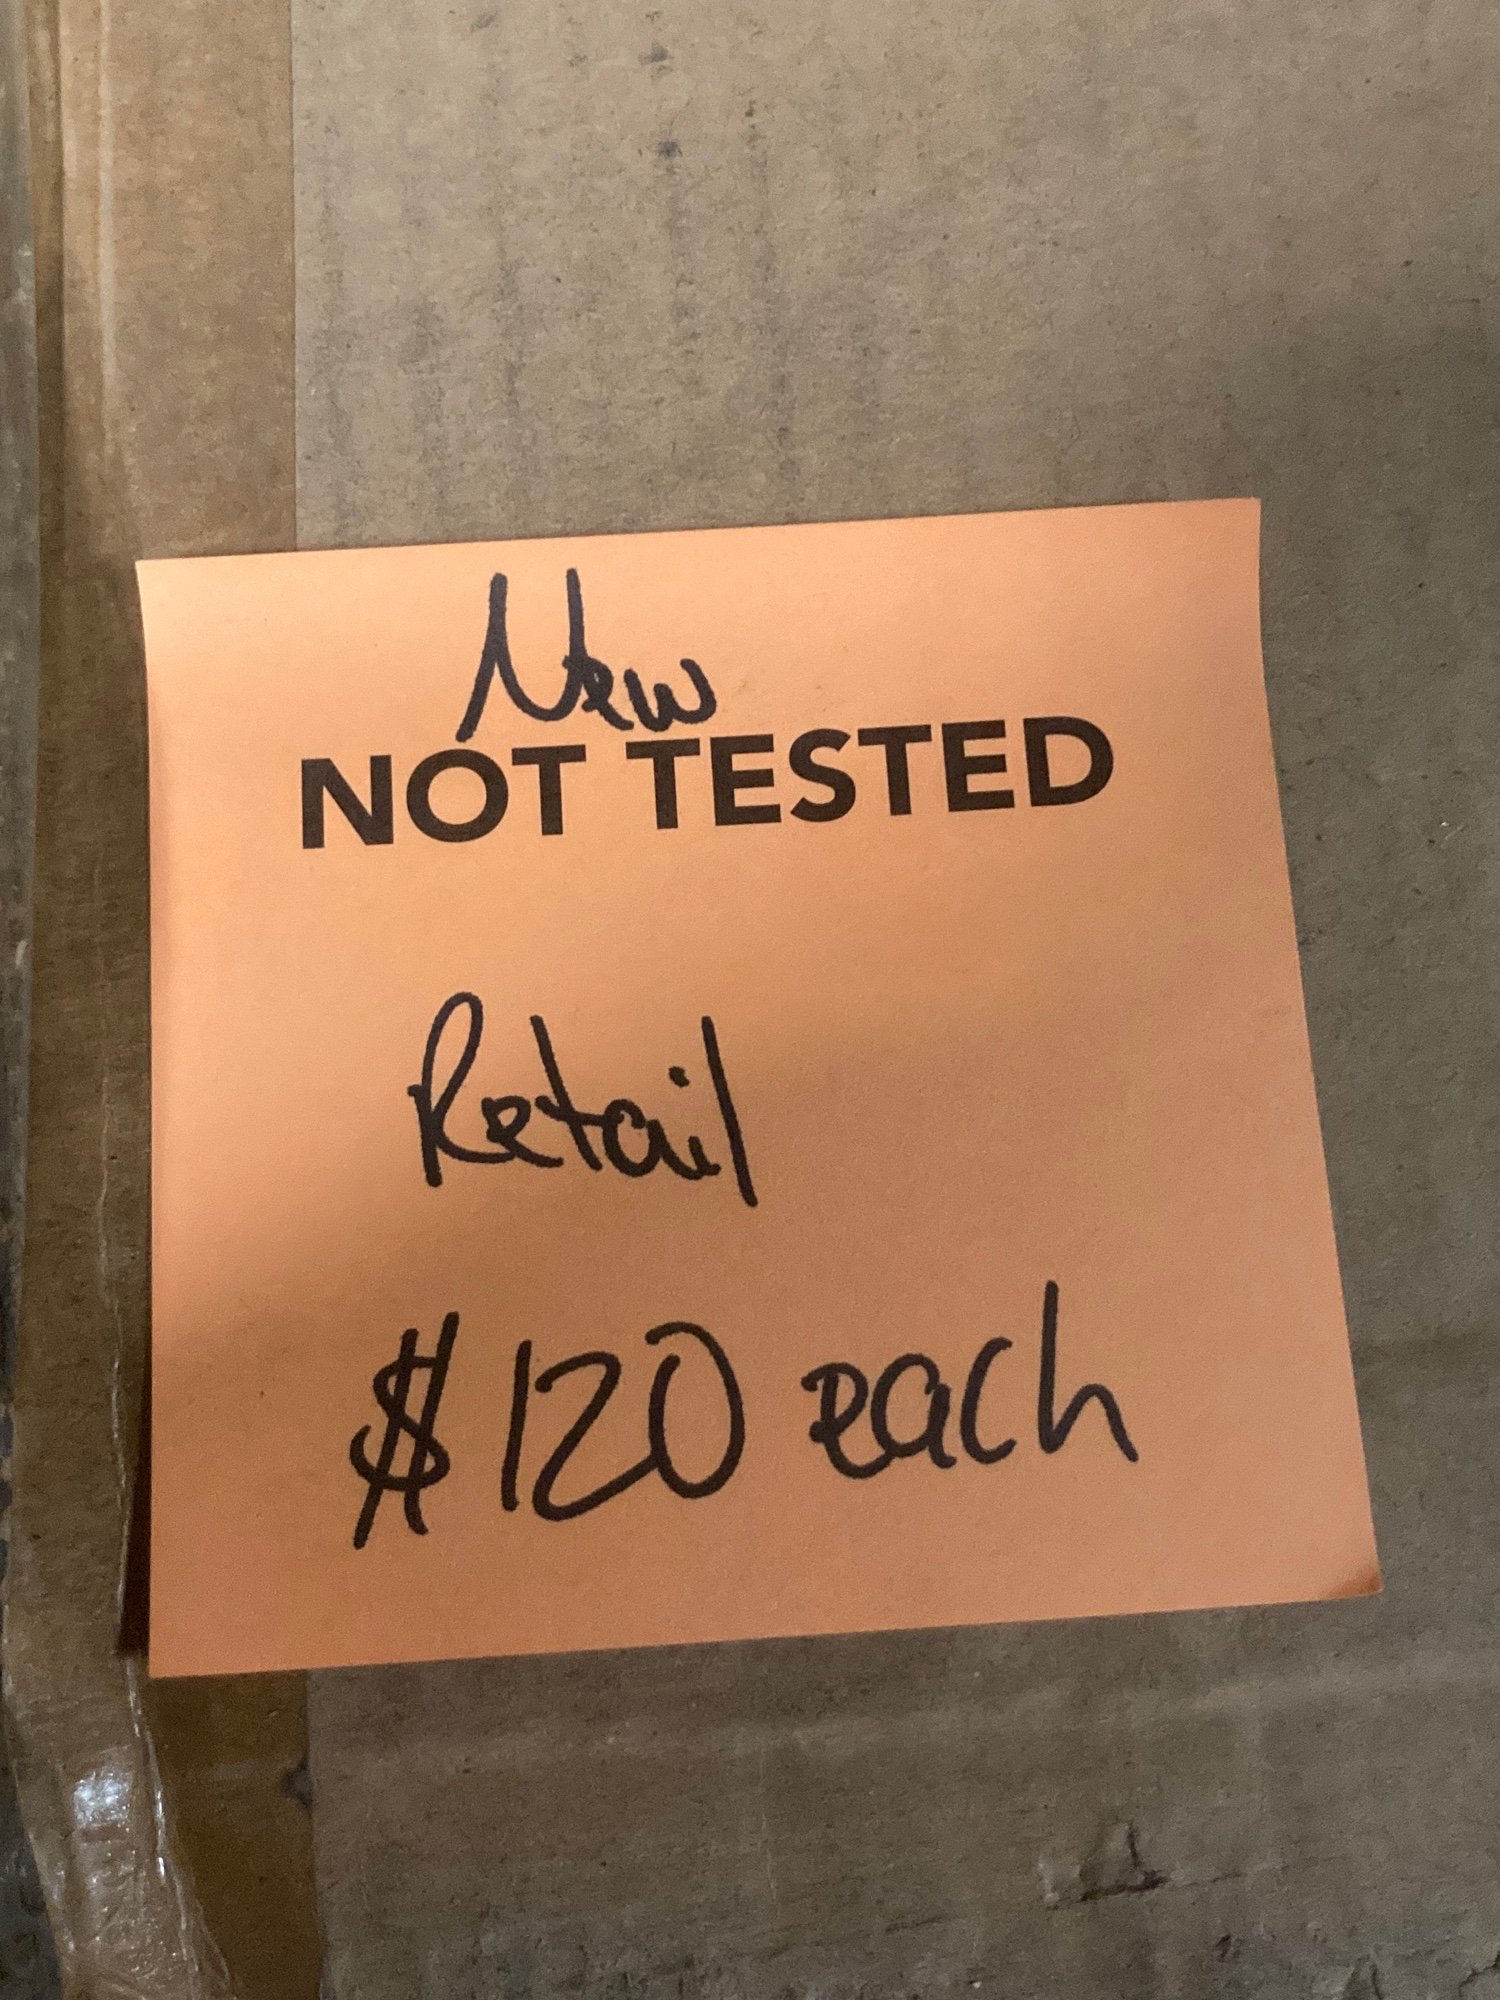 New
NOT TESTED
Retail
$120 each